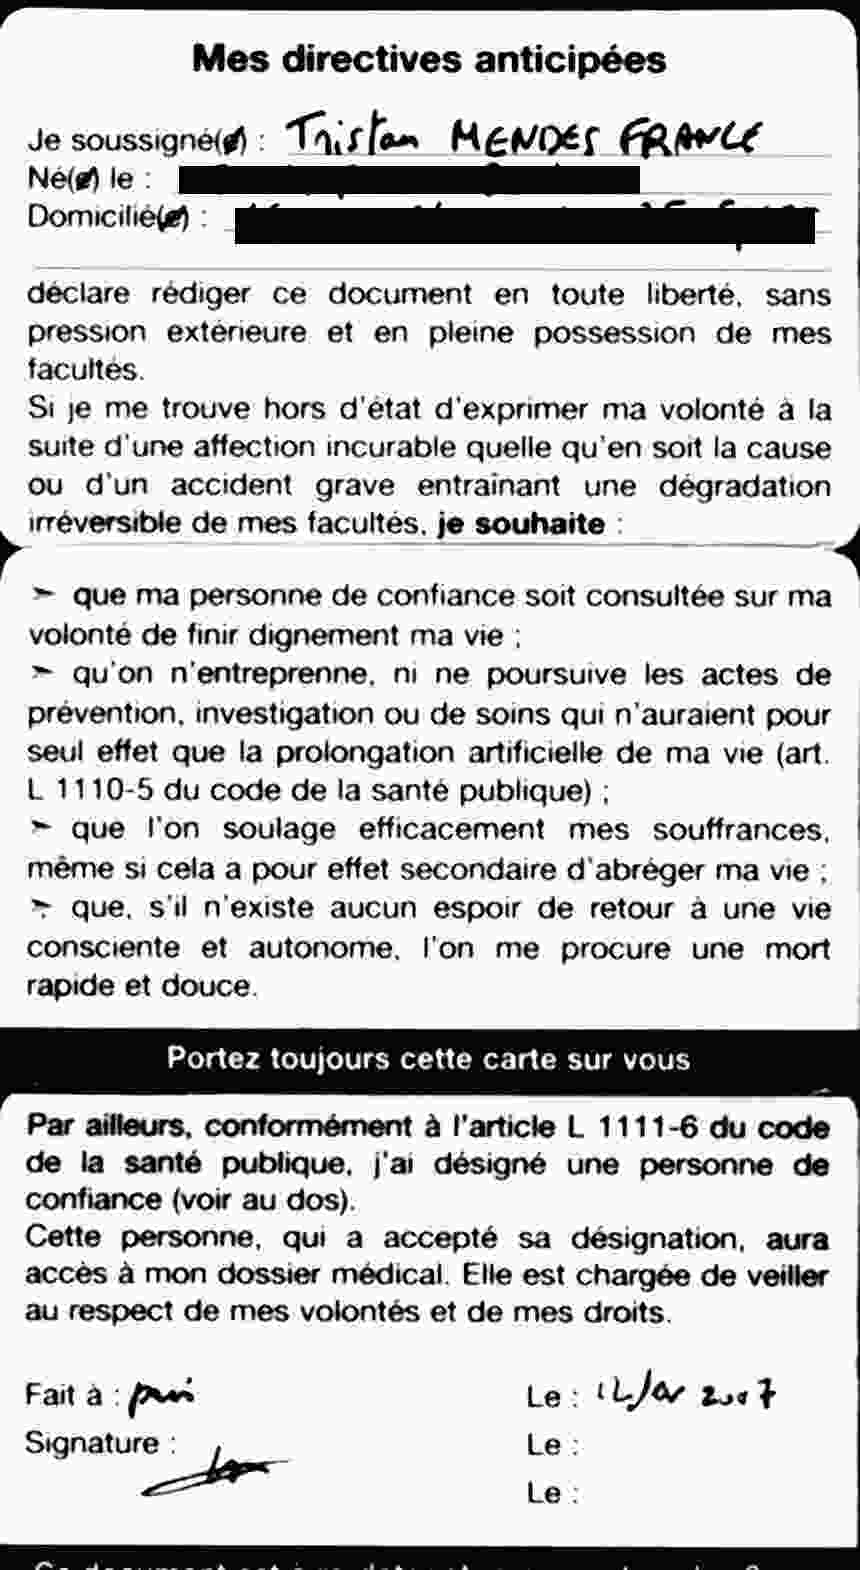 Mes directives anticipées
Je soussigné(e) : Tristan MENDES FRANCE
Né(e) le :
Domicilié(e) :
déclare rédiger ce document en toute liberté, sans
pression extérieure et en pleine possession de mes
facultés.
Si je me trouve hors d'état d'exprimer ma volonté à la
suite d'une affection incurable quelle qu'en soit la cause
ou d'un accident grave entraînant une dégradation
irréversible de mes facultés, je souhaite :
➢ que ma personne de confiance soit consultée sur ma
volonté de finir dignement ma vie ;
➢ qu'on n'entreprenne, ni ne poursuive les actes de
prévention, investigation ou de soins qui n'auraient pour
seul effet que la prolongation artificielle de ma vie (art.
L 1110-5 du code de la santé publique) ;
➢ que l'on soulage efficacement mes souffrances,
même si cela a pour effet secondaire d'abréger ma vie ;
➢ que, s'il n'existe aucun espoir de retour à une vie
consciente et autonome, l'on me procure une mort
rapide et douce.
Portez toujours cette carte sur vous
Par ailleurs, conformément à l'article L 1111-6 du code
de la santé publique, j'ai désigné une personne de
confiance (voir au dos).
Cette personne, qui a accepté sa désignation, aura
accès à mon dossier médical. Elle est chargée de veiller
au respect de mes volontés et de mes droits.
Fait à : Le : 2007
Signature : Le :
Le :